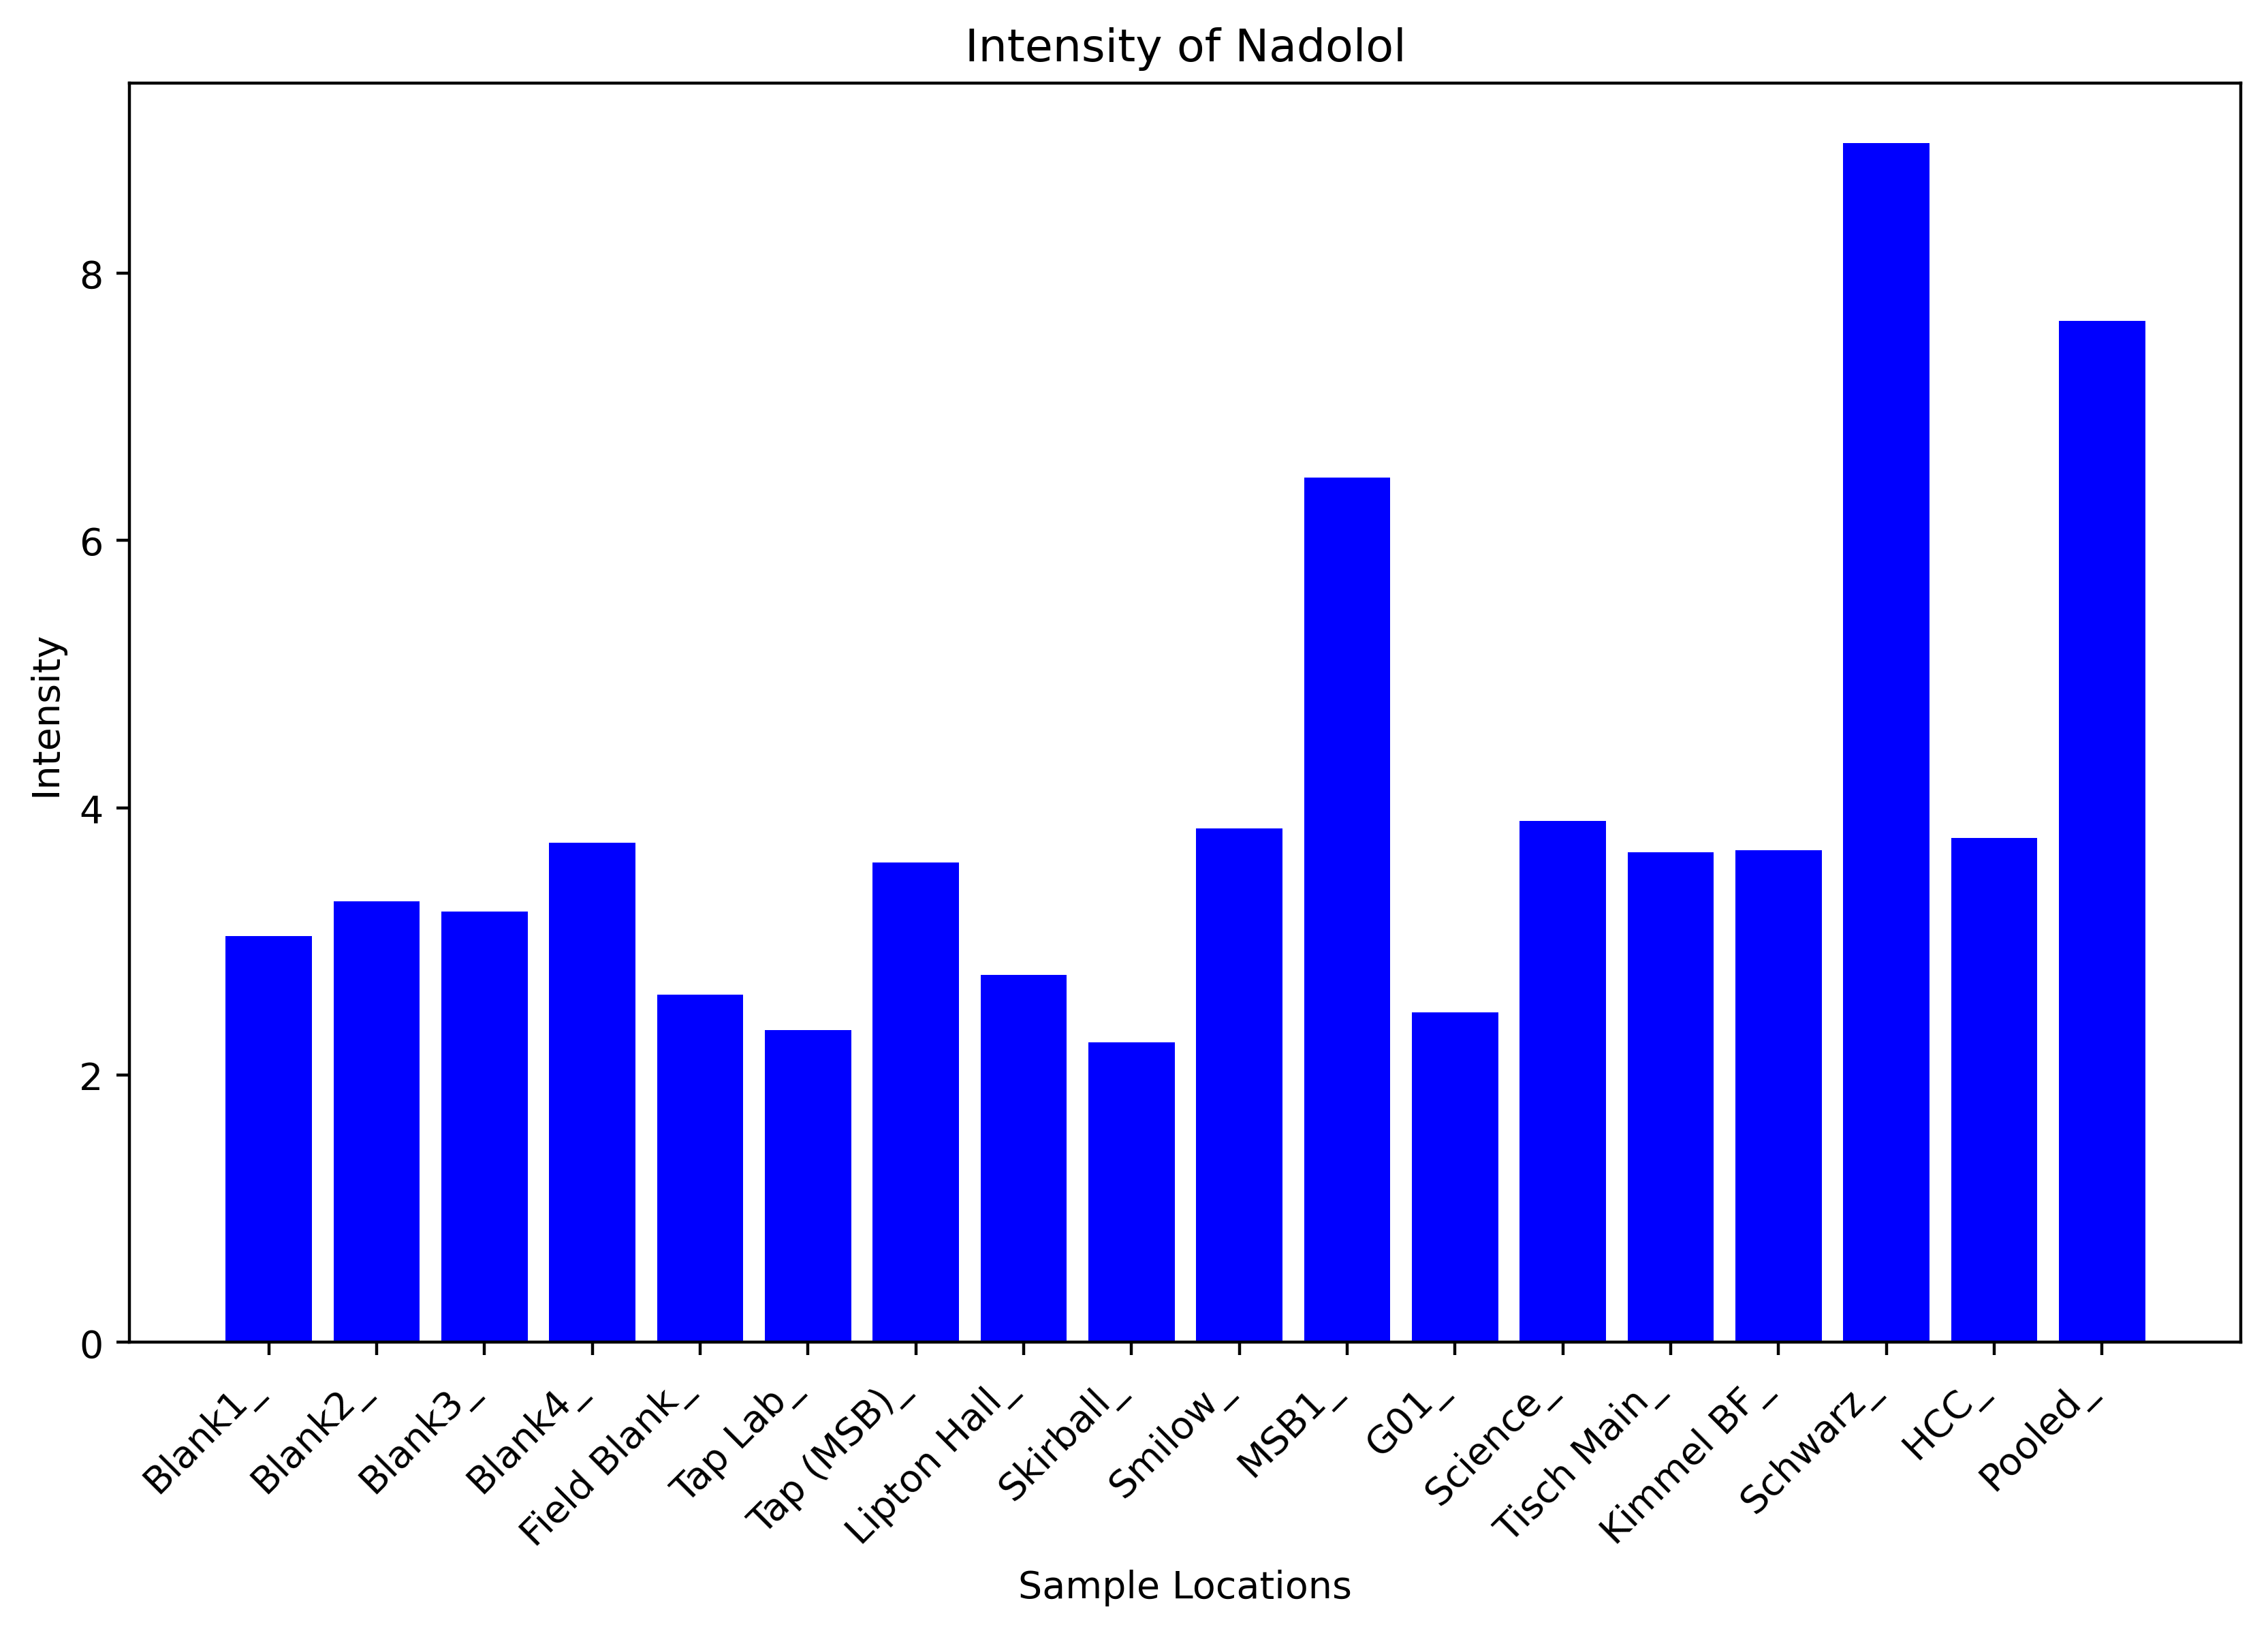 Intensity of Nadolol
Intensity
8
6
4
2
0
Blank1_
Blank2_
Blank3_
Blank4_
Field Blank_
Tap Lab_
Tap (MSB)_
Lipton Hall_
Skirball_
Smilow_
MSB1_
G01_
Science_
Tisch Main_
Kimmel BF_
Schwarz_
HCC_
Pooled_
Sample Locations